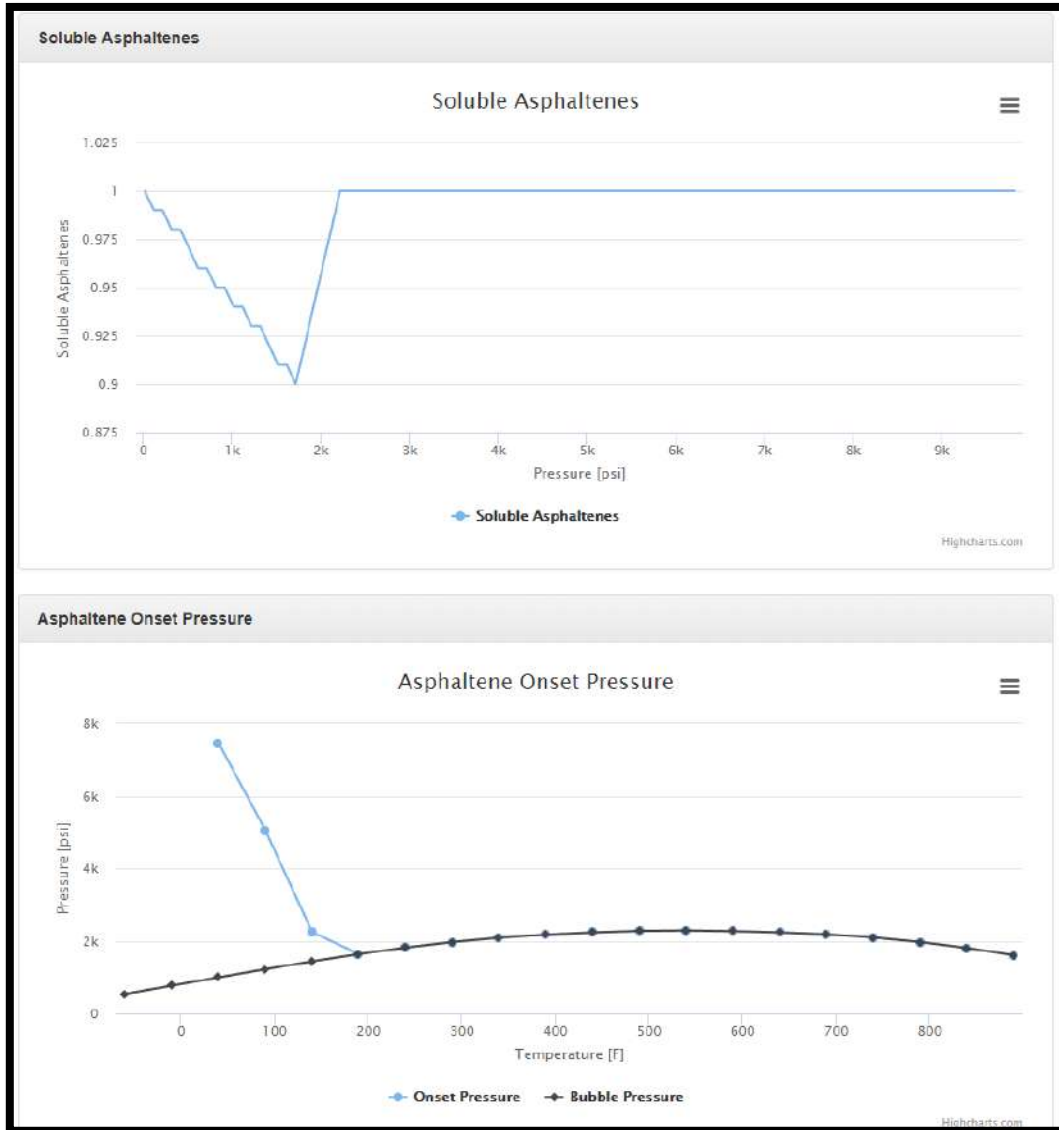 Soluble Asphaltenes
Soluble Asphaltenes
1.025
1
0.975
0.95
0.925
0.9
0.875
Soluble Asphaltenes
0 1k 2k 3k 4k 5k 6k 7k 8k 9k
Pressure [psi]
Soluble Asphaltenes
Highcharts.com
Asphaltene Onset Pressure
Asphaltene Onset Pressure
8k
6k
4k
2k
0
Pressure [psi]
0 100 200 300 400 500 600 700 800
Temperature [F]
Onset Pressure Bubble Pressure
Highcharts.com